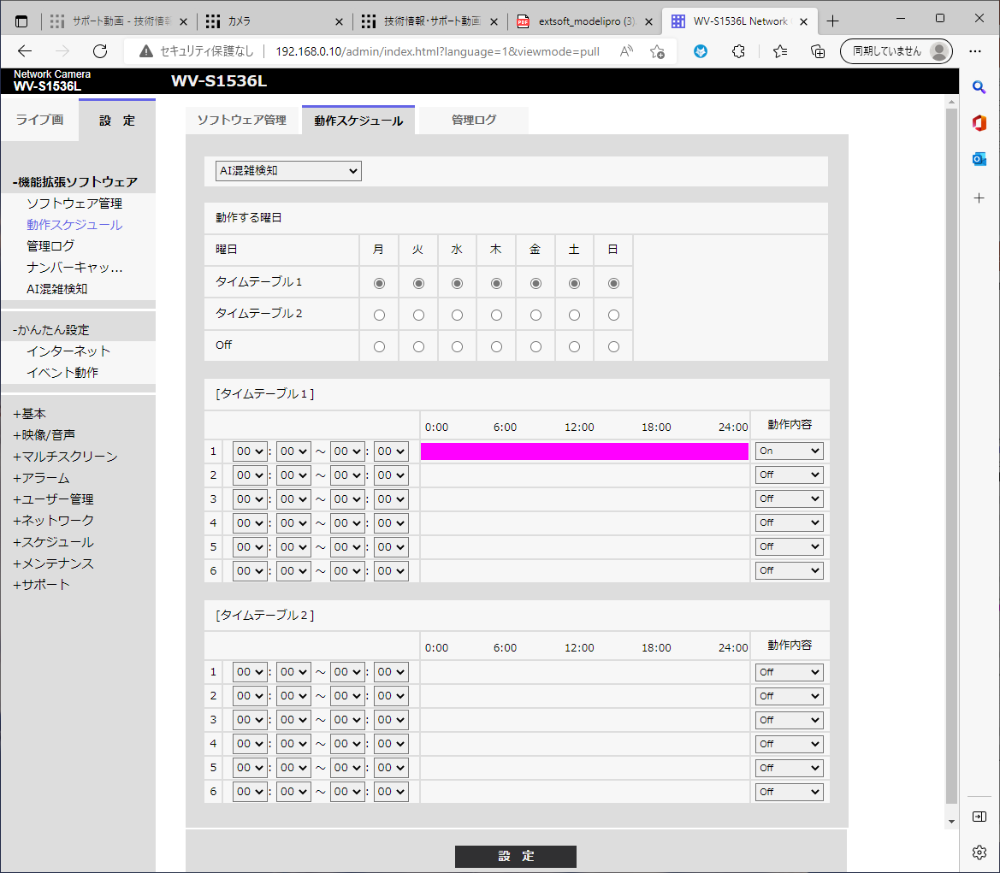 サポート動画 - 技術情報
カメラ
技術情報・サポート動画
extsoft_modelipro (3)
WV-S1536L Network
セキュリティ保護なし 192.168.0.10/admin/index.html?language=1&viewmode=pull
同期していません
Network Camera
WV-S1536L
WV-S1536L
ライブ画 設 定
ソフトウェア管理 動作スケジュール 管理ログ
-機能拡張ソフトウェア
ソフトウェア管理
動作スケジュール
管理ログ
ナンバーキャッ...
AI混雑検知
-かんたん設定
インターネット
イベント動作
+基本
+映像/音声
+マルチスクリーン
+アラーム
+ユーザー管理
+ネットワーク
+スケジュール
+メンテナンス
+サポート
AI混雑検知
動作する曜日
曜日 月 火 水 木 金 土 日
タイムテーブル１
タイムテーブル２
Off
[タイムテーブル１]
0:00 6:00 12:00 18:00 24:00 動作内容
1 00 : 00 ～ 00 : 00 On
2 00 : 00 ～ 00 : 00 Off
3 00 : 00 ～ 00 : 00 Off
4 00 : 00 ～ 00 : 00 Off
5 00 : 00 ～ 00 : 00 Off
6 00 : 00 ～ 00 : 00 Off
[タイムテーブル２]
0:00 6:00 12:00 18:00 24:00 動作内容
1 00 : 00 ～ 00 : 00 Off
2 00 : 00 ～ 00 : 00 Off
3 00 : 00 ～ 00 : 00 Off
4 00 : 00 ～ 00 : 00 Off
5 00 : 00 ～ 00 : 00 Off
6 00 : 00 ～ 00 : 00 Off
設 定